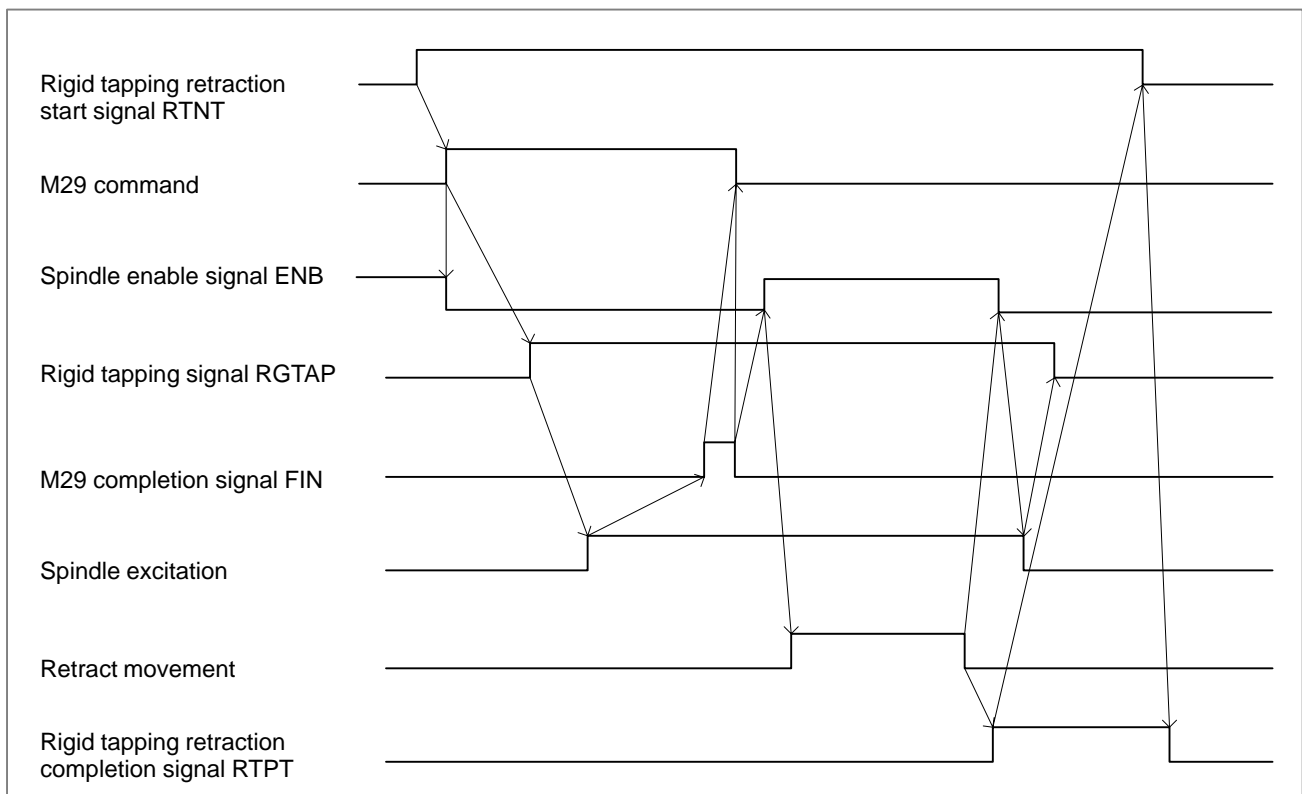 Rigid tapping retraction
start signal RTNT
M29 command
Spindle enable signal ENB
Rigid tapping signal RGTAP
M29 completion signal FIN
Spindle excitation
Retract movement
Rigid tapping retraction
completion signal RTPT